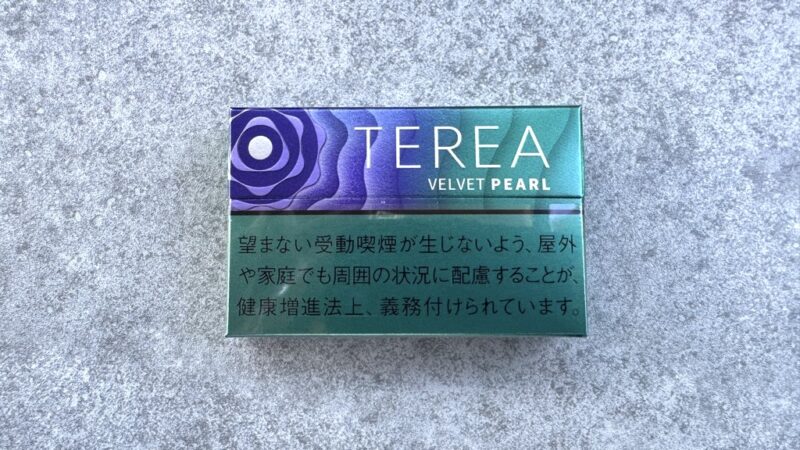 TEREA
VELVET PEARL
望まない受動喫煙が生じないよう、屋外
や家庭でも周囲の状況に配慮することが、
健康増進法上、義務付けられています。